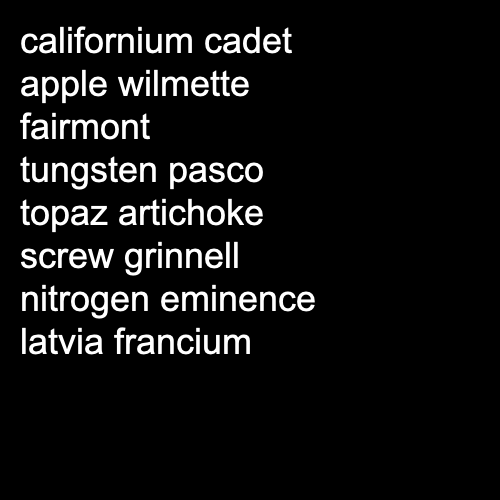 californium cadet
apple wilmette
fairmont
tungsten pasco
topaz artichoke
screw grinnell
nitrogen eminence
latvia francium